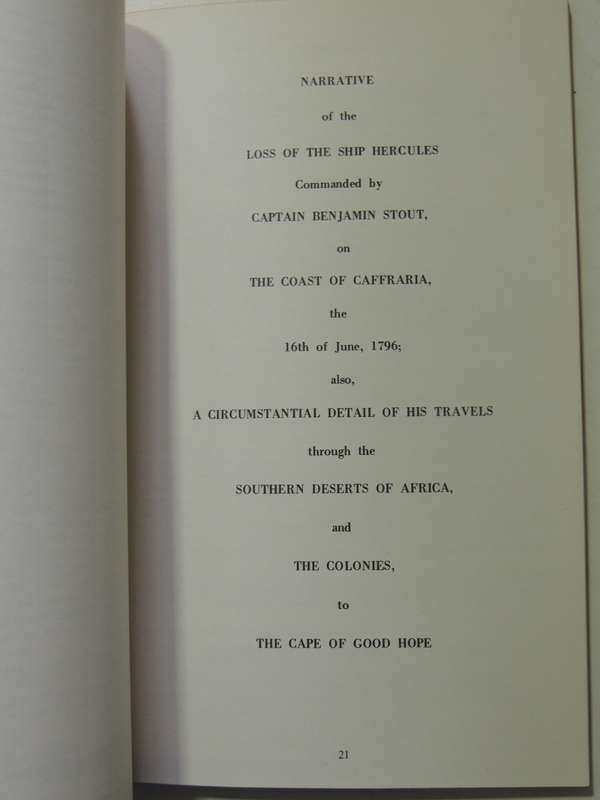 NARRATIVE
of the
LOSS OF THE SHIP HERCULES
Commanded by
CAPTAIN BENJAMIN STOUT,
on
THE COAST OF CAFFRARIA,
the
16th of June, 1796;
also,
A CIRCUMSTANTIAL DETAIL OF HIS TRAVELS
through the
SOUTHERN DESERTS OF AFRICA,
and
THE COLONIES,
to
THE CAPE OF GOOD HOPE
21